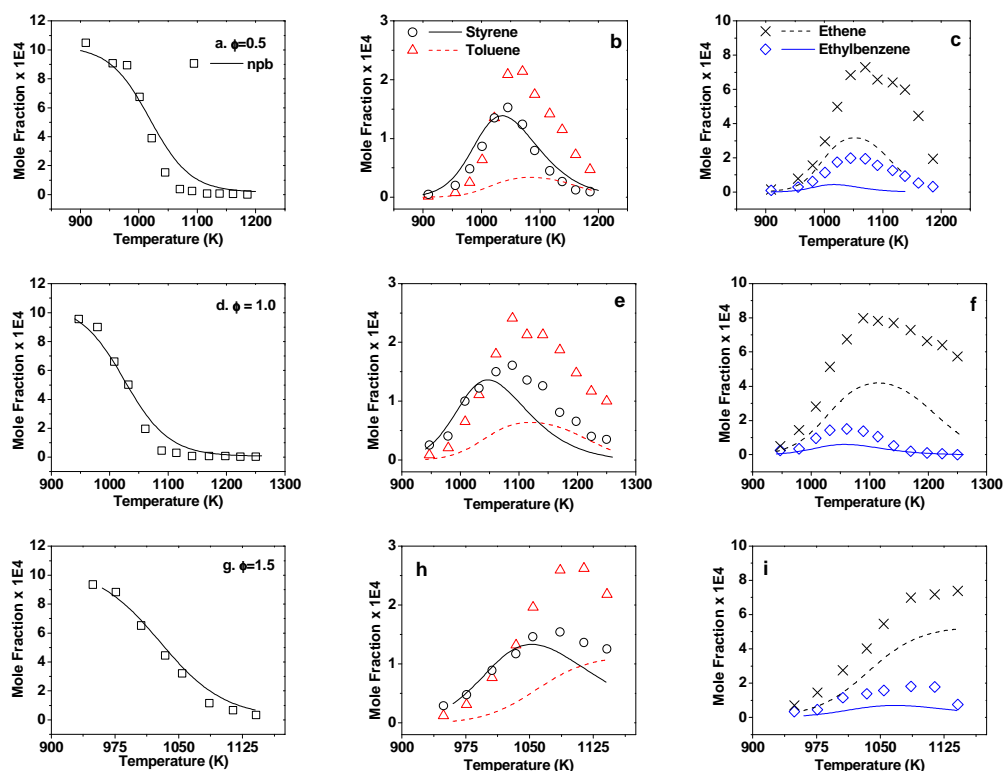 a. ϕ=0.5
npb
Mole Fraction x 1E4
12
10
8
6
4
2
0
900
1000
1100
1200
Temperature (K)
b
Styrene
Toluene
Mole Fraction x 1E4
3
2
1
0
900
1000
1100
1200
Temperature (K)
c
Ethene
Ethylbenzene
Mole Fraction x 1E4
8
6
4
2
0
900
1000
1100
1200
Temperature (K)
d. ϕ = 1.0
Mole Fraction x 1E4
12
10
8
6
4
2
0
900
1000
1100
1200
1300
Temperature (K)
e
Mole Fraction x 1E4
3
2
1
0
900
1000
1100
1200
1300
Temperature (K)
f
Mole Fraction x 1E4
10
8
6
4
2
0
900
1000
1100
1200
1300
Temperature (K)
g. ϕ=1.5
Mole Fraction x 1E4
12
10
8
6
4
2
0
900
975
1050
1125
Temperature (K)
h
Mole Fraction x 1E4
3
2
1
0
900
975
1050
1125
Temperature (K)
i
Mole Fraction x 1E4
10
8
6
4
2
0
900
975
1050
1125
Temperature (K)